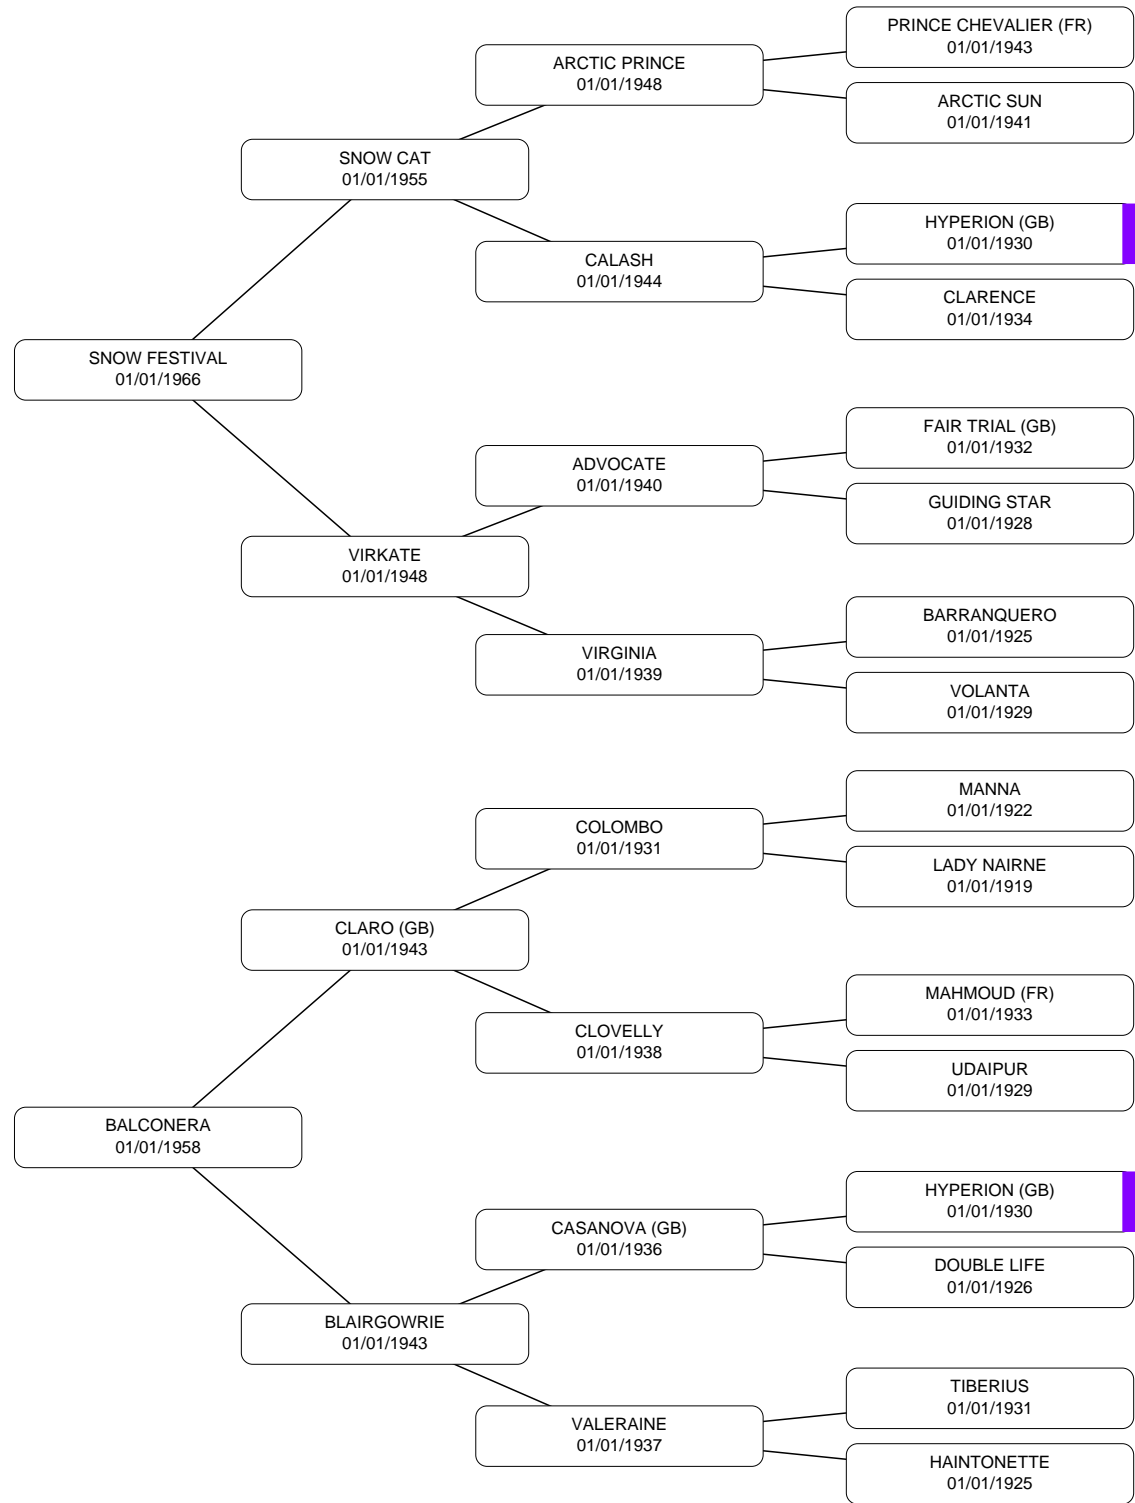 PRINCE CHEVALIER (FR)
01/01/1943
ARCTIC PRINCE
01/01/1948
ARCTIC SUN
01/01/1941
SNOW CAT
01/01/1955
HYPERION (GB)
01/01/1930
CALASH
01/01/1944
CLARENCE
01/01/1934
SNOW FESTIVAL
01/01/1966
FAIR TRIAL (GB)
01/01/1932
ADVOCATE
01/01/1940
GUIDING STAR
01/01/1928
VIRKATE
01/01/1948
BARRANQUERO
01/01/1925
VIRGINIA
01/01/1939
VOLANTA
01/01/1929
MANNA
01/01/1922
COLOMBO
01/01/1931
LADY NAIRNE
01/01/1919
CLARO (GB)
01/01/1943
MAHMOUD (FR)
01/01/1933
CLOVELLY
01/01/1938
UDAIPUR
01/01/1929
BALCONERA
01/01/1958
HYPERION (GB)
01/01/1930
CASANOVA (GB)
01/01/1936
DOUBLE LIFE
01/01/1926
BLAIRGOWRIE
01/01/1943
TIBERIUS
01/01/1931
VALERAINE
01/01/1937
HAINTONETTE
01/01/1925